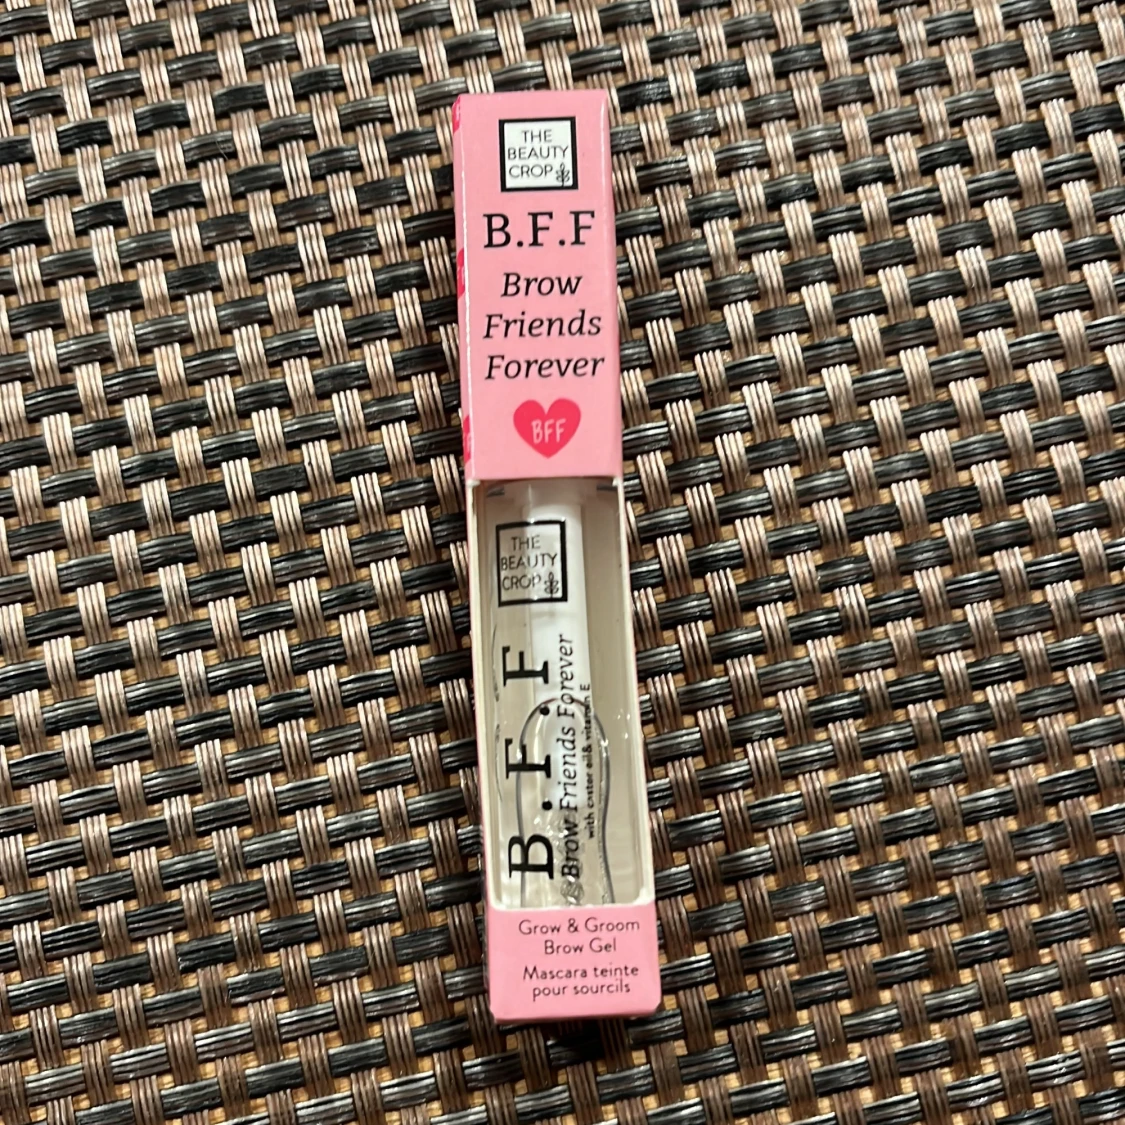 THE
BEAUTY
CROP
B.F.F
Brow
Friends
Forever
BFF
THE
BEAUTY
CROP
B.F.F
Brow Friends Forever
with castor oil & vitamin E
Grow & Groom
Brow Gel
Mascara teinte
pour sourcils